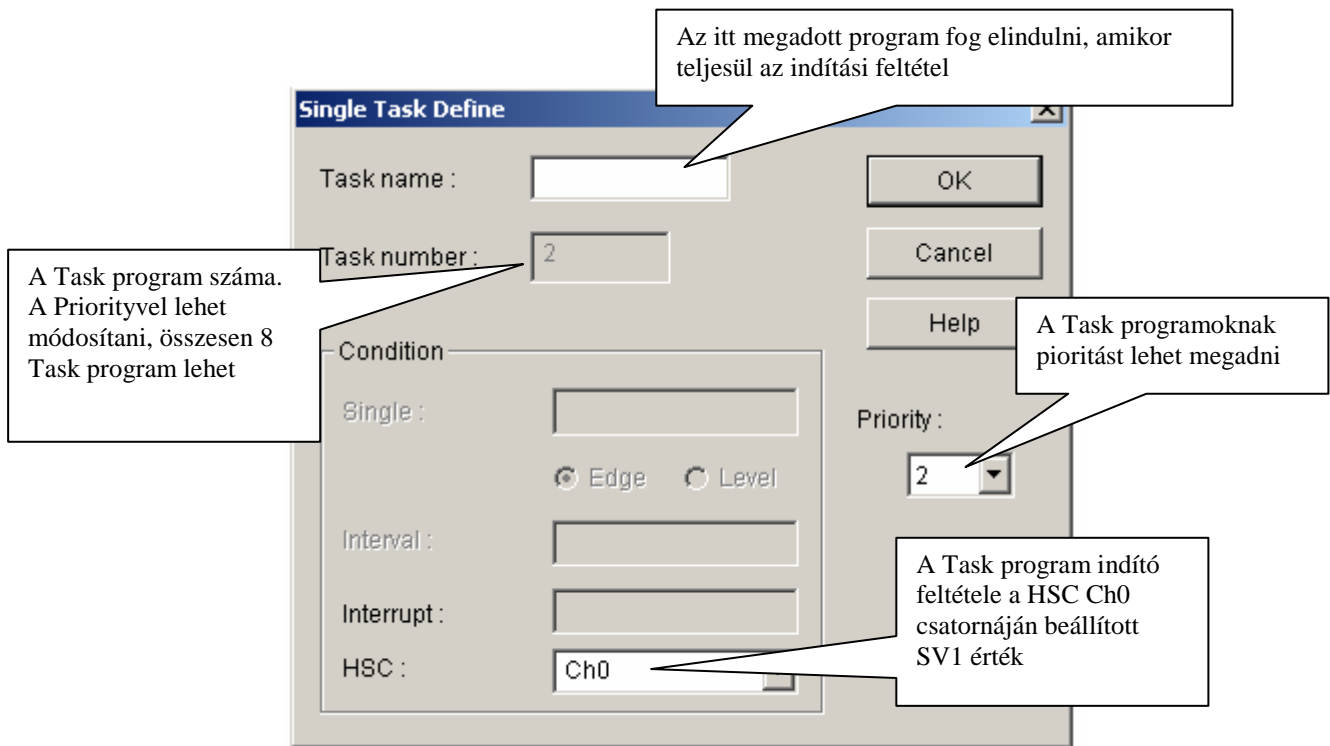 Az itt megadott program fog elindulni, amikor
teljesül az indítási feltétel
Single Task Define
Task name :
OK
Task number :
2
Cancel
A Task program száma.
A Priorityvel lehet
módosítani, összesen 8
Task program lehet
Help
A Task programoknak
pioritást lehet megadni
Condition
Single :
Priority :
Edge
Level
2
Interval :
A Task program indító
feltétele a HSC Ch0
csatornáján beállított
SV1 érték
Interrupt :
HSC :
Ch0